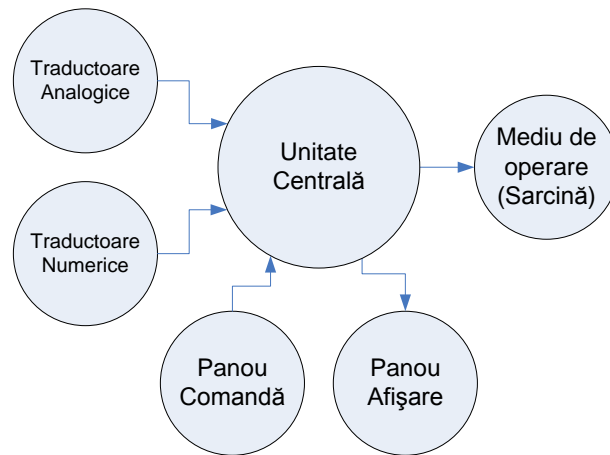 Traductoare
Analogice
Unitate
Centrală
Mediu de
operare
(Sarcină)
Traductoare
Numerice
Panou
Comandă
Panou
Afişare